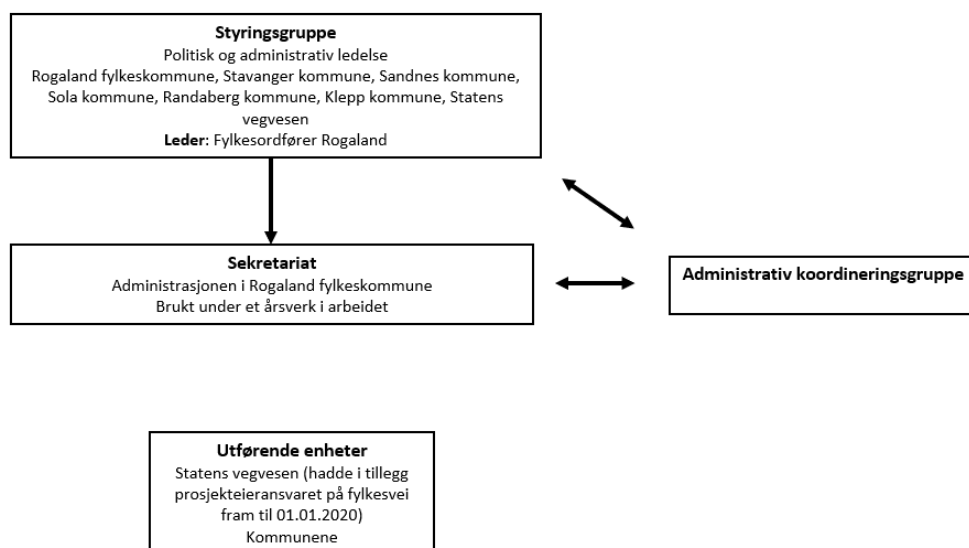 Styringsgruppe
Politisk og administrativ ledelse
Rogaland fylkeskommune, Stavanger kommune, Sandnes kommune,
Sola kommune, Randaberg kommune, Klepp kommune, Statens
vegvesen
Leder: Fylkesordfører Rogaland
Sekretariat
Administrasjonen i Rogaland fylkeskommune
Brukt under et årsverk i arbeidet
Administrativ koordineringsgruppe
Utførende enheter
Statens vegvesen (hadde i tillegg
prosjekteieransvaret på fylkesvei
fram til 01.01.2020)
Kommunene